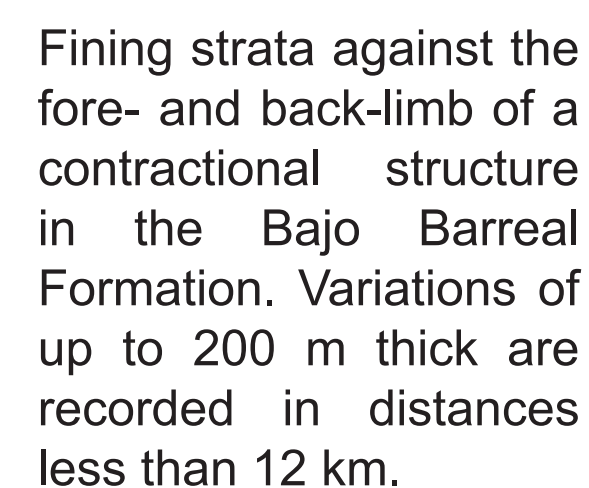 Fining strata against the
fore- and back-limb of a
contractional structure
in the Bajo Barreal
Formation. Variations of
up to 200 m thick are
recorded in distances
less than 12 km.